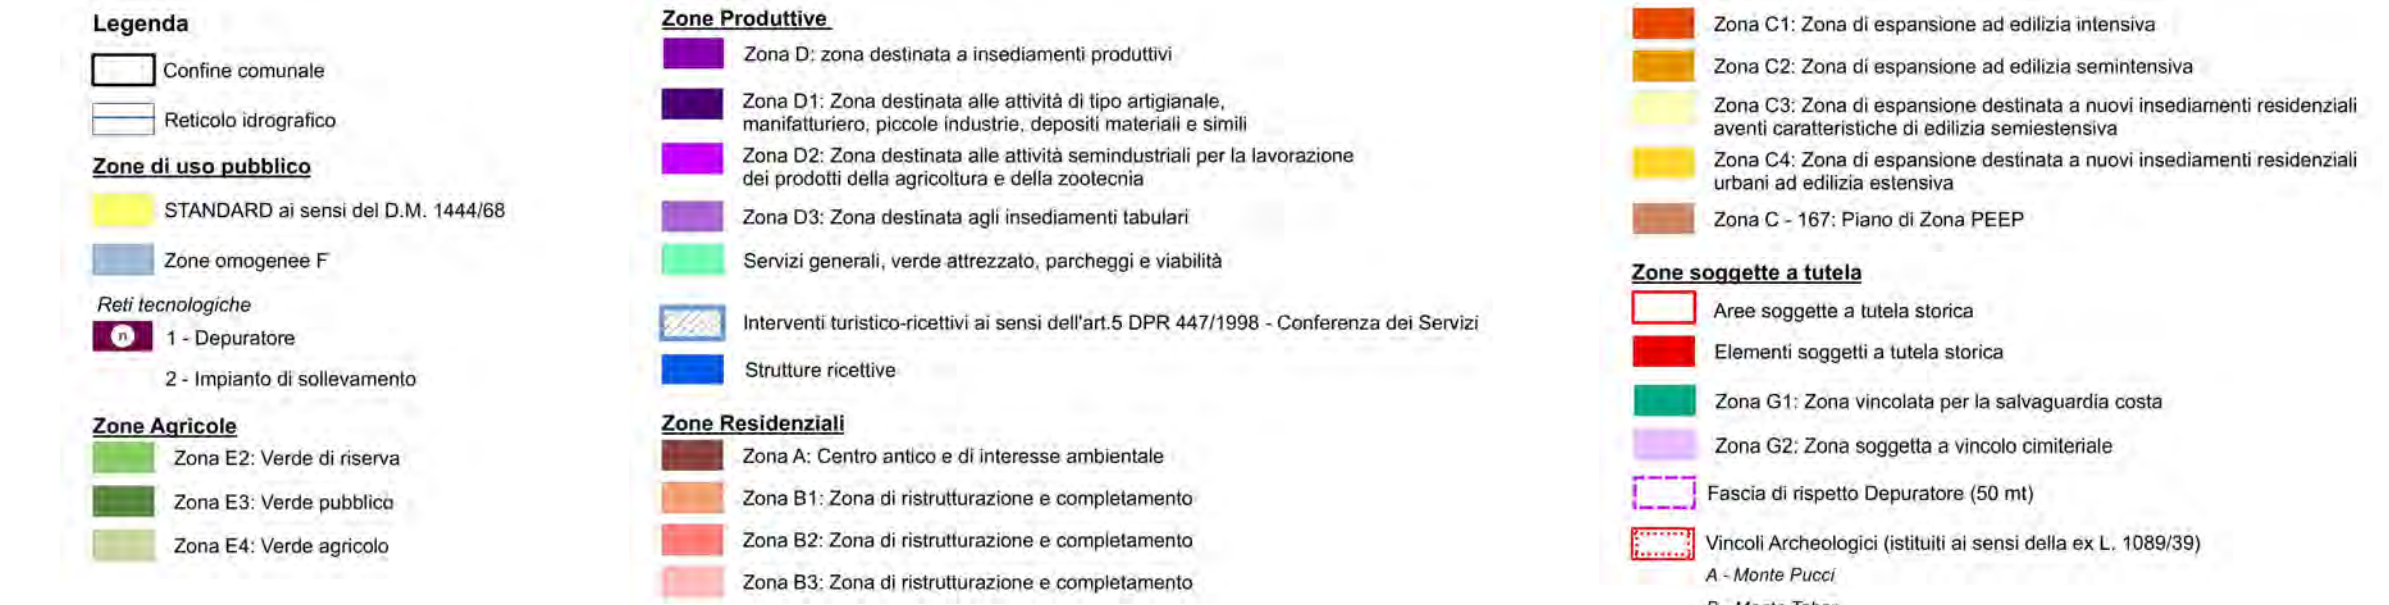 Legenda
Confine comunale
Reticolo idrografico
Zone di uso pubblico
STANDARD ai sensi del D.M. 1444/68
Zone omogenee F
Reti tecnologiche
n
1 - Depuratore
2 - Impianto di sollevamento
Zone Agricole
Zona E2: Verde di riserva
Zona E3: Verde pubblico
Zona E4: Verde agricolo
Zone Produttive
Zona D: zona destinata a insediamenti produttivi
Zona D1: Zona destinata alle attività di tipo artigianale,
manifatturiero, piccole industrie, depositi materiali e simili
Zona D2: Zona destinata alle attività semindustriali per la lavorazione
dei prodotti della agricoltura e della zootecnia
Zona D3: Zona destinata agli insediamenti tabulari
Servizi generali, verde attrezzato, parcheggi e viabilità
Interventi turistico-ricettivi ai sensi dell'art.5 DPR 447/1998 - Conferenza dei Servizi
Strutture ricettive
Zone Residenziali
Zona A: Centro antico e di interesse ambientale
Zona B1: Zona di ristrutturazione e completamento
Zona B2: Zona di ristrutturazione e completamento
Zona B3: Zona di ristrutturazione e completamento
Zona C1: Zona di espansione ad edilizia intensiva
Zona C2: Zona di espansione ad edilizia semintensiva
Zona C3: Zona di espansione destinata a nuovi insediamenti residenziali
aventi caratteristiche di edilizia semiestensiva
Zona C4: Zona di espansione destinata a nuovi insediamenti residenziali
urbani ad edilizia estensiva
Zona C - 167: Piano di Zona PEEP
Zone soggette a tutela
Aree soggette a tutela storica
Elementi soggetti a tutela storica
Zona G1: Zona vincolata per la salvaguardia costa
Zona G2: Zona soggetta a vincolo cimiteriale
Fascia di rispetto Depuratore (50 mt)
Vincoli Archeologici (istituiti ai sensi della ex L. 1089/39)
A - Monte Pucci